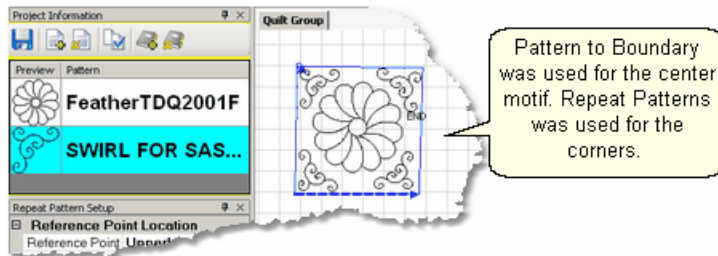 Project Information
Quilt Group
Preview Pattern
FeatherTDQ2001F
SWIRL FOR SAS...
END
Pattern to Boundary
was used for the center
motif. Repeat Patterns
was used for the
corners.
Repeat Pattern Setup
Reference Point Location
Reference Point